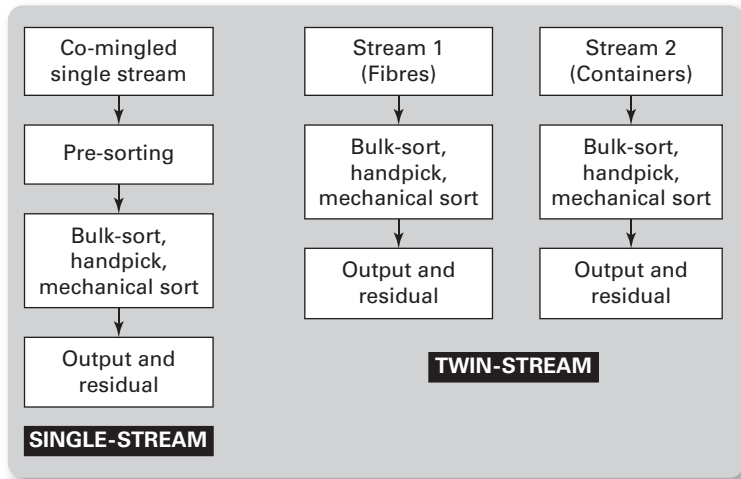 Co-mingled
single stream
Pre-sorting
Bulk-sort,
handpick,
mechanical sort
Output and
residual
SINGLE-STREAM
Stream 1
(Fibres)
Bulk-sort,
handpick,
mechanical sort
Output and
residual
Stream 2
(Containers)
Bulk-sort,
handpick,
mechanical sort
Output and
residual
TWIN-STREAM